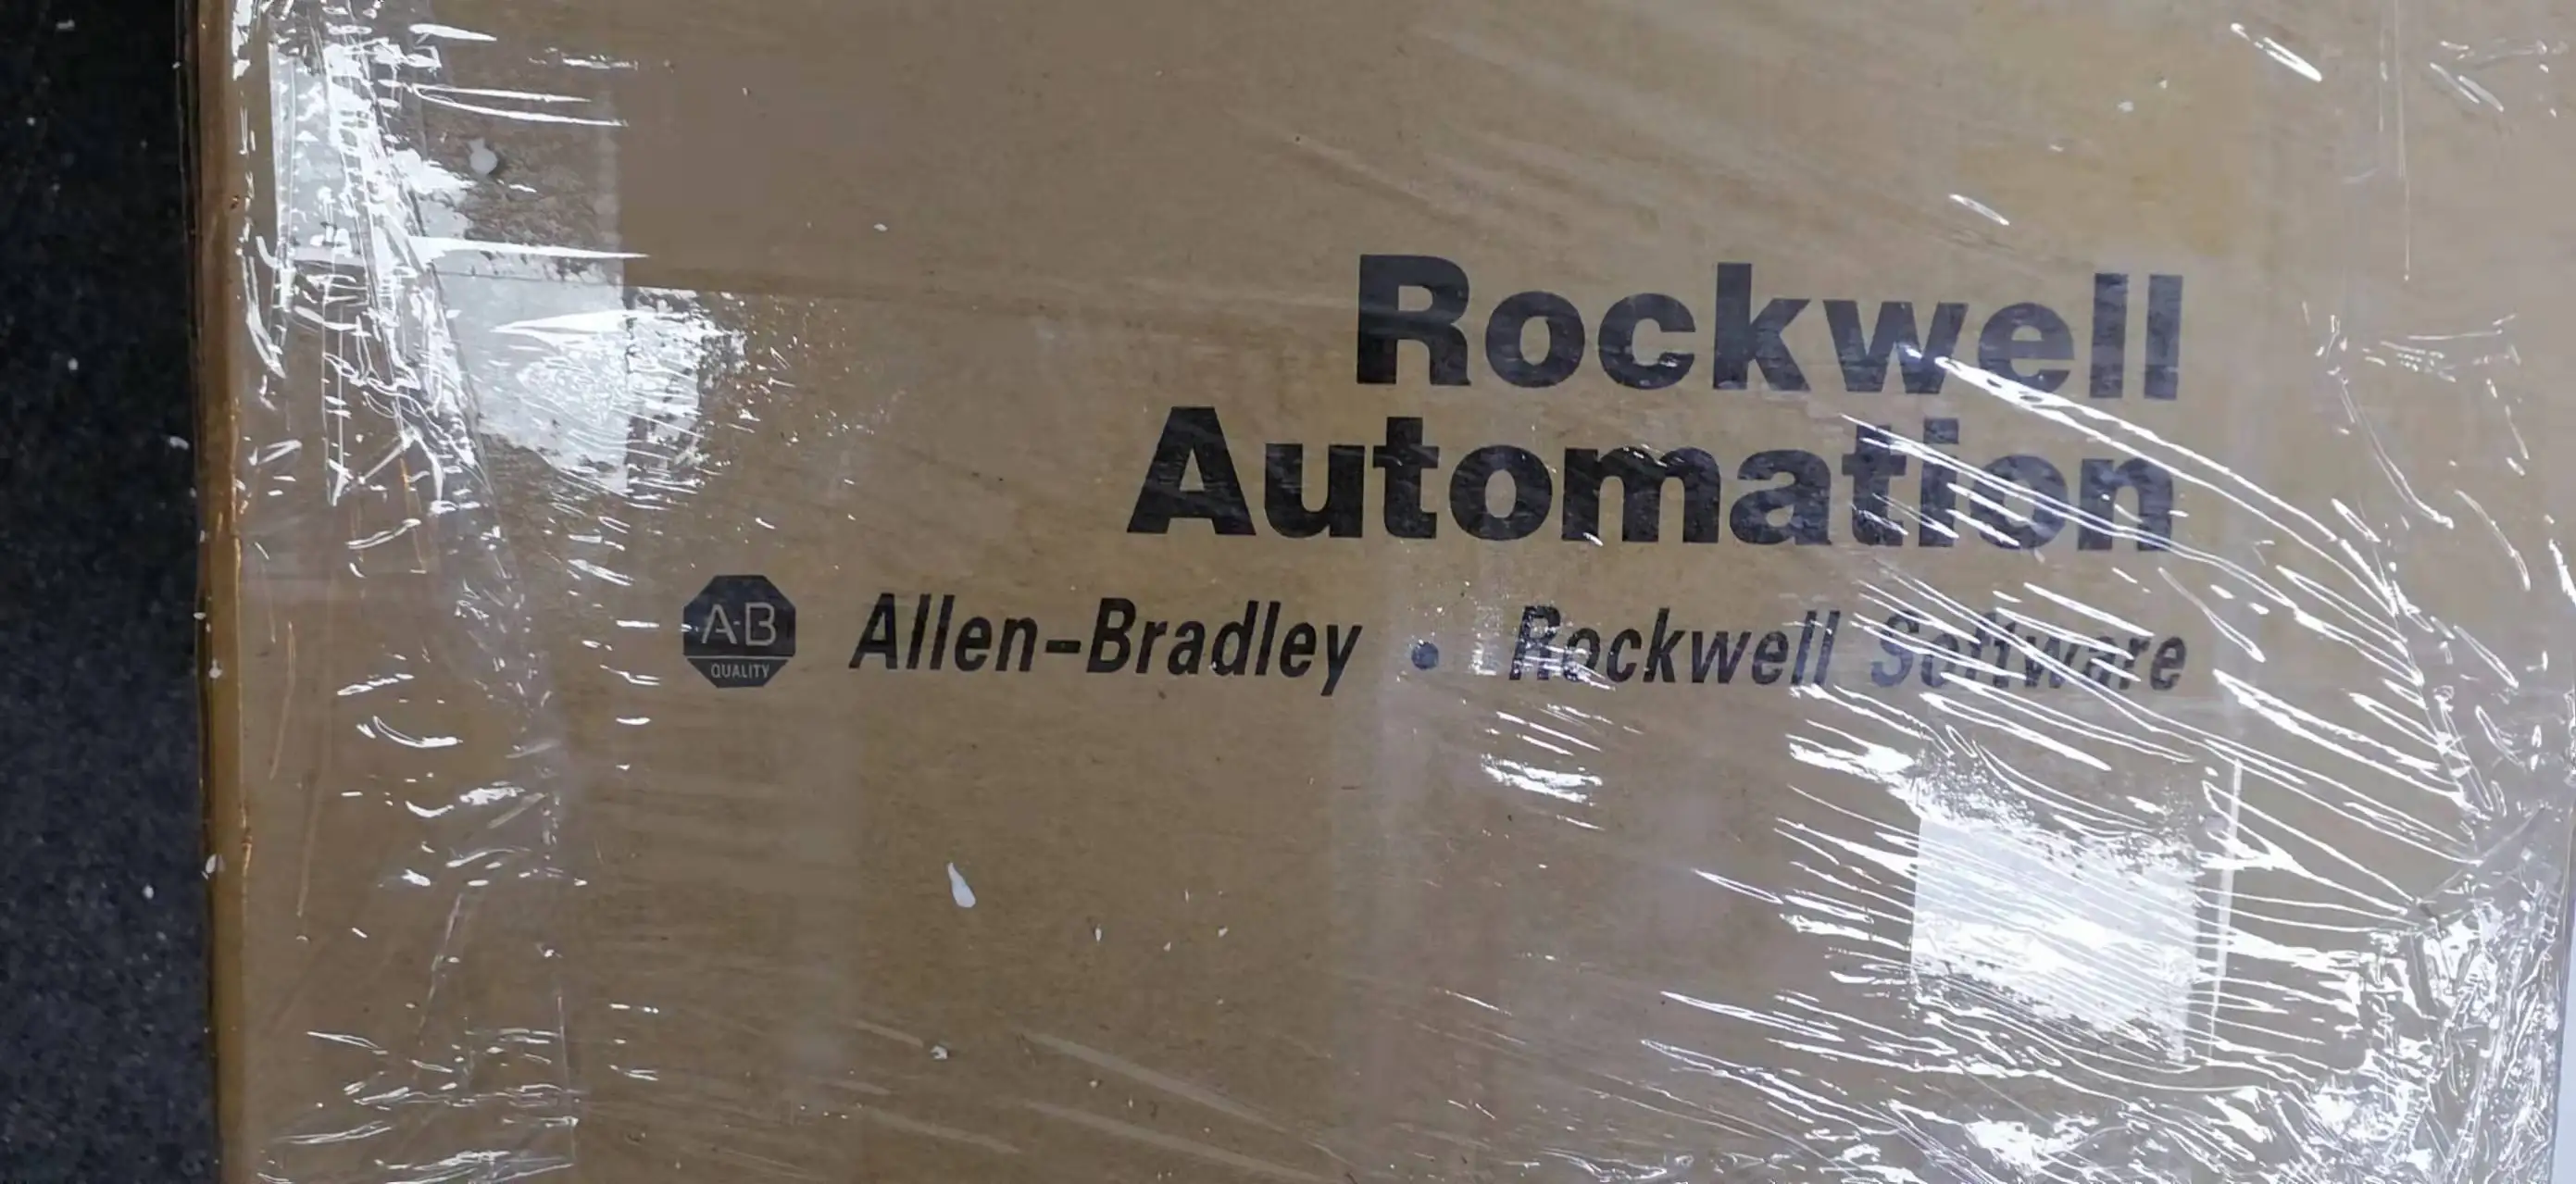 Rockwell
Automation
A-B
QUALITY
Allen-Bradley • Rockwell Software